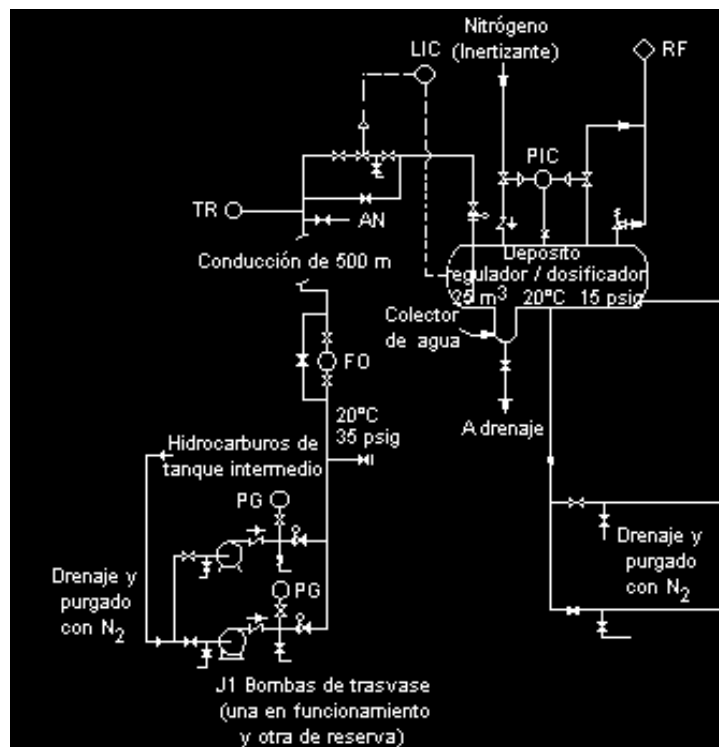 Nitrógeno
(Inertizante)
LIC
RF
PIC
TR
AN
Conducción de 500 m
Depósito
regulador / dosificador
25 m3 20ºC 15 psig
Colector
de agua
FO
20ºC
35 psig
A drenaje
Hidrocarburos de
tanque intermedio
PG
Drenaje y
purgado
con N2
PG
Drenaje y
purgado
con N2
J1 Bombas de trasvase
(una en funcionamiento
y otra de reserva)